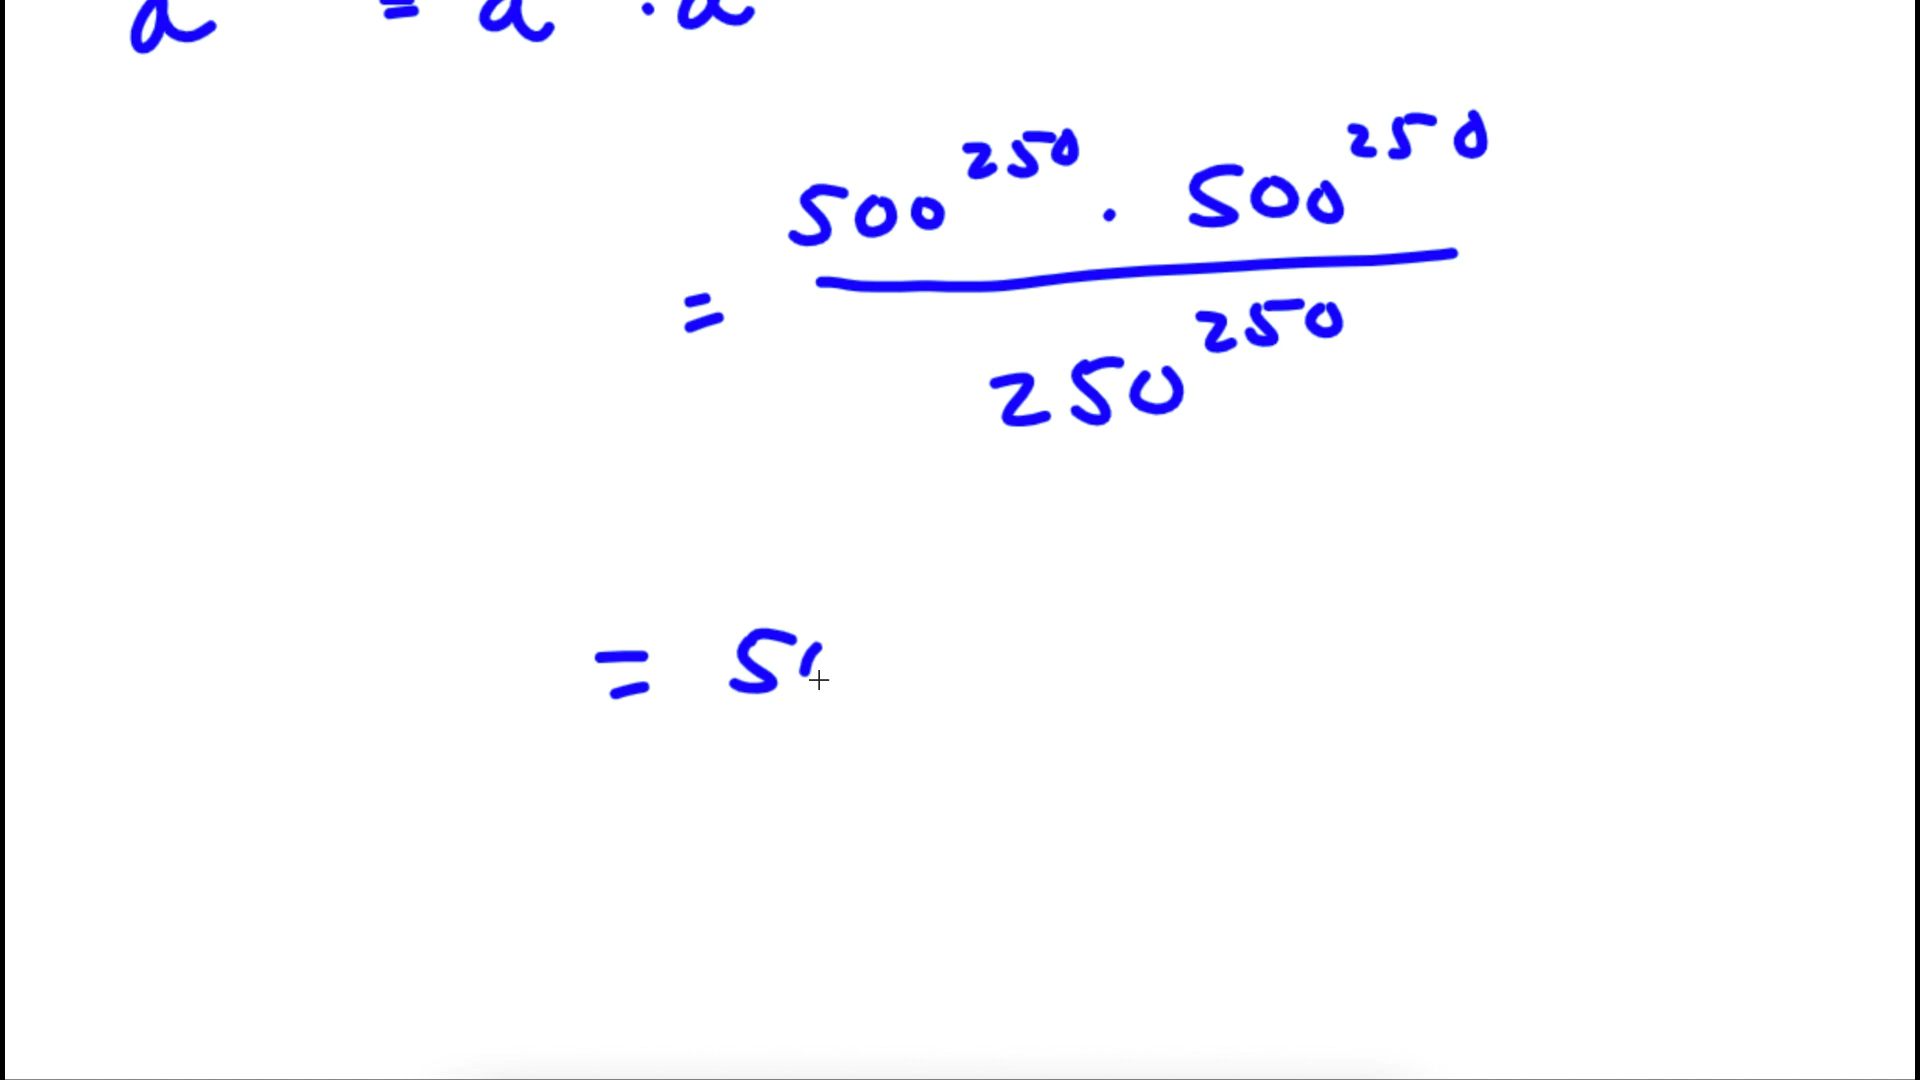 a = a · a
500^250 · 500^250
=
250^250
= 5